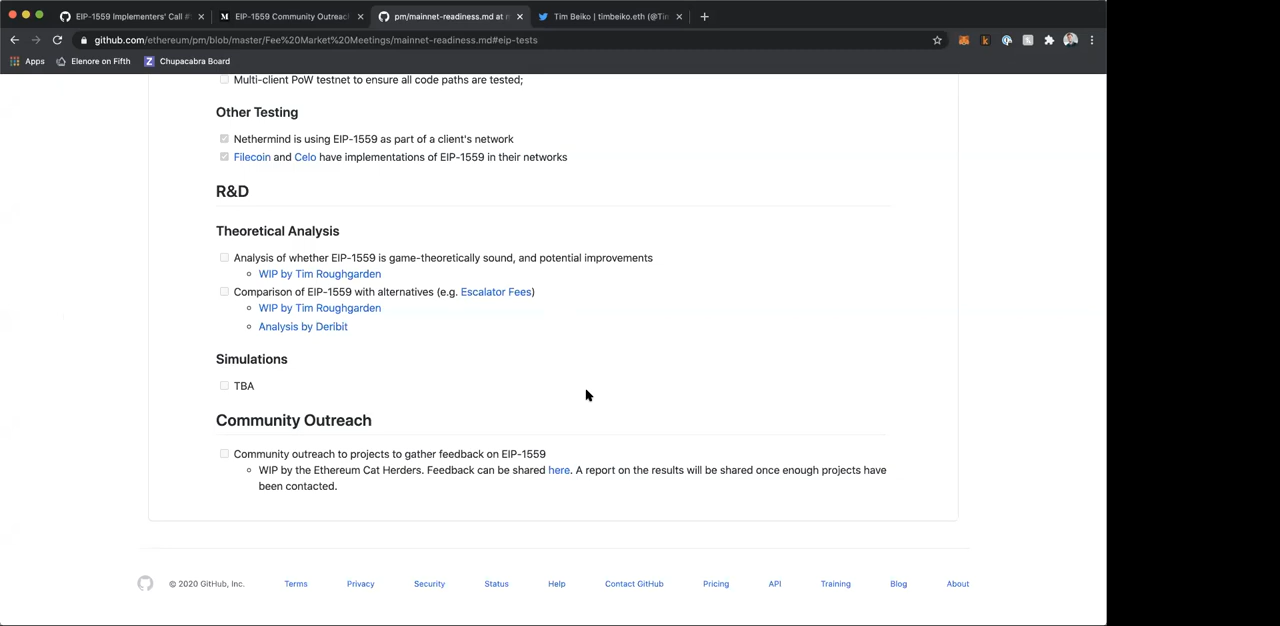 EIP-1559 Implementers' Call #
EIP-1559 Community Outreach
pm/mainnet-readiness.md at m
Tim Beiko | timbeiko.eth (@Tim
github.com/ethereum/pm/blob/master/Fee%20Market%20Meetings/mainnet-readiness.md#eip-tests
Apps
Elenore on Fifth
Chupacabra Board
Multi-client PoW testnet to ensure all code paths are tested;
Other Testing
Nethermind is using EIP-1559 as part of a client's network
Filecoin and Celo have implementations of EIP-1559 in their networks
R&D
Theoretical Analysis
Analysis of whether EIP-1559 is game-theoretically sound, and potential improvements
WIP by Tim Roughgarden
Comparison of EIP-1559 with alternatives (e.g. Escalator Fees)
WIP by Tim Roughgarden
Analysis by Deribit
Simulations
TBA
Community Outreach
Community outreach to projects to gather feedback on EIP-1559
WIP by the Ethereum Cat Herders. Feedback can be shared here. A report on the results will be shared once enough projects have
been contacted.
© 2020 GitHub, Inc.
Terms
Privacy
Security
Status
Help
Contact GitHub
Pricing
API
Training
Blog
About